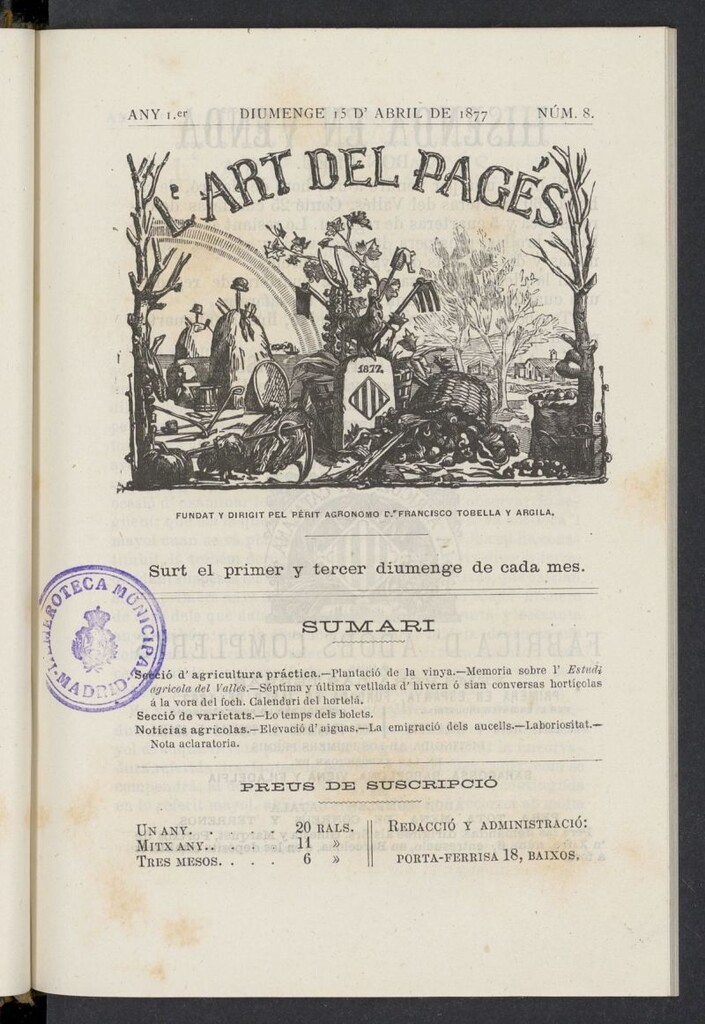 ANY 1.er DIUMENGE 15 D' ABRIL DE 1877 NÚM. 8.
L'ART DEL PAGÉS
1877.
FUNDAT Y DIRIGIT PEL PÉRIT AGRONOMO D.n FRANCISCO TOBELLA Y ARGILA.
Surt el primer y tercer diumenge de cada mes.
HEMEROTECA MUNICIPAL
MADRID
SUMARI
Secció d' agricultura práctica.—Plantació de la vinya.—Memoria sobre l' Estudi
agricola del Vallés.—Séptima y última vetllada d' hivern ó sian conversas hortícolas
á la vora del foch. Calendari del hortelá.
Secció de varietats.—Lo temps dels bolets.
Noticias agricolas.—Elevació d' aiguas.—La emigració dels aucells.—Laboriositat.—
Nota aclaratoria.
PREUS DE SUSCRIPCIÓ
UN ANY. . . . . . 20 RALS.
MITX ANY. . . . . 11 »
TRES MESOS. . . . 6 »
REDACCIÓ Y ADMINISTRACIÓ:
PORTA-FERRISA 18, BAIXOS.